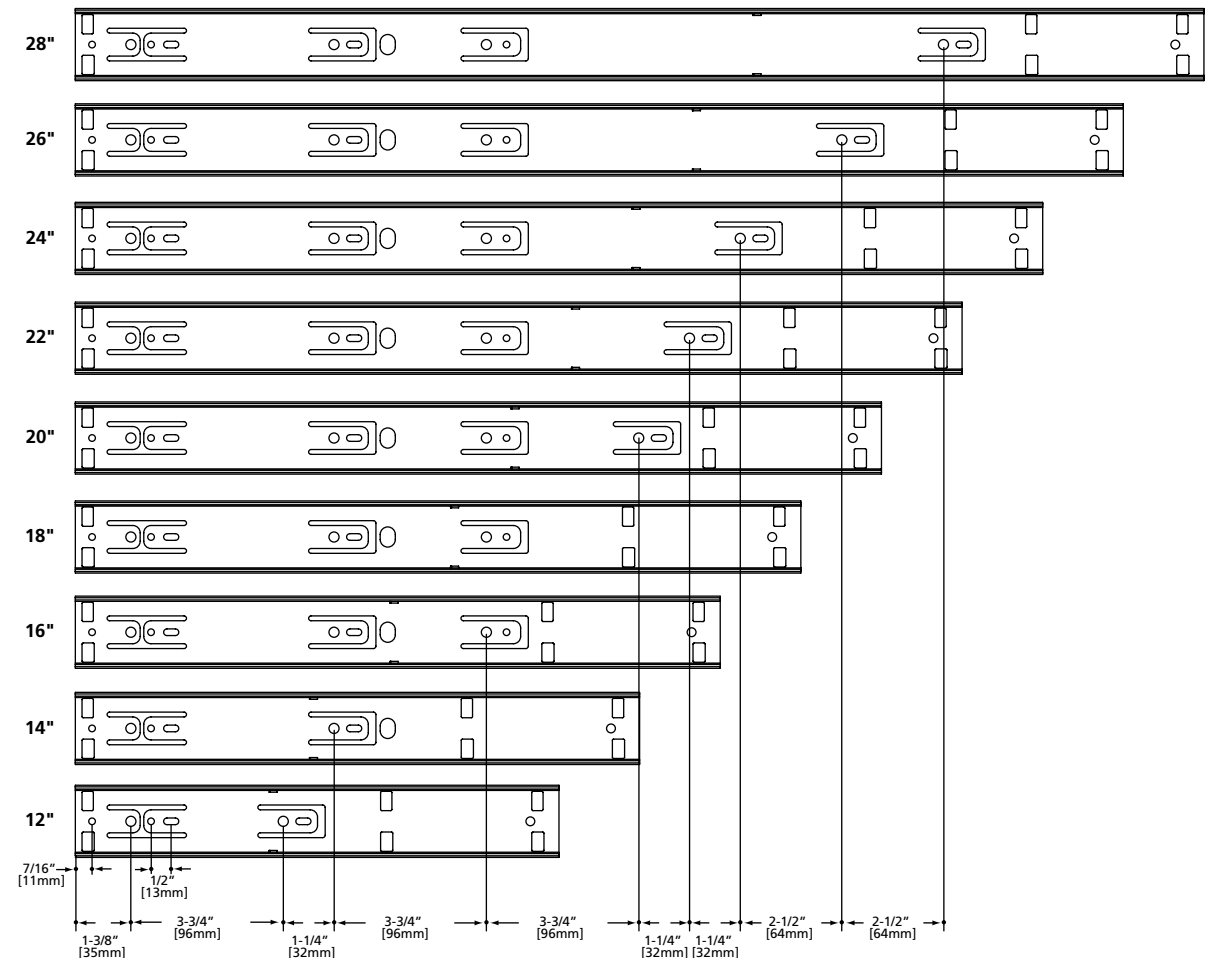 28"
26"
24"
22"
20"
18"
16"
14"
12"
7/16"
[11mm]
1/2"
[13mm]
1-3/8"
[35mm]
3-3/4"
[96mm]
1-1/4"
[32mm]
3-3/4"
[96mm]
3-3/4"
[96mm]
1-1/4"
[32mm]
1-1/4"
[32mm]
2-1/2"
[64mm]
2-1/2"
[64mm]